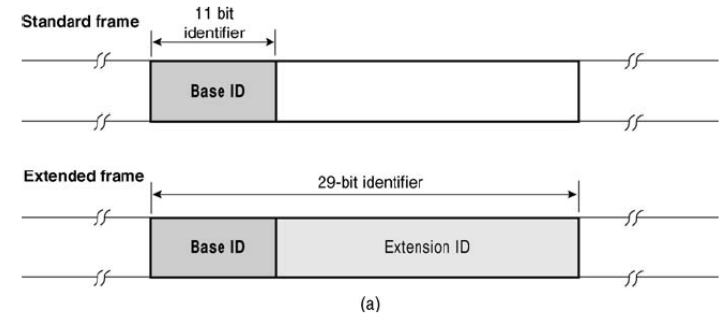 Standard frame
11 bit
identifier
Base ID
Extended frame
29-bit identifier
Base ID
Extension ID
(a)